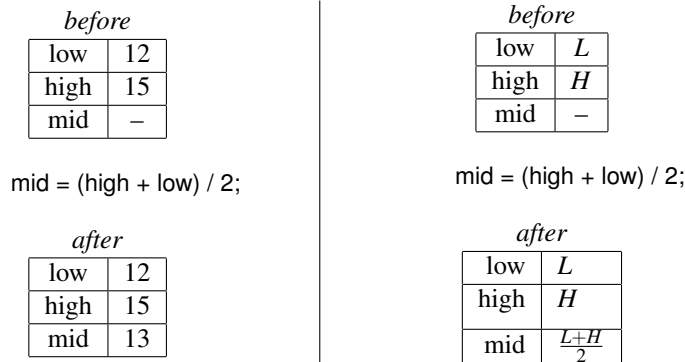 before
low 12
high 15
mid –
mid = (high + low) / 2;
after
low 12
high 15
mid 13
before
low L
high H
mid –
mid = (high + low) / 2;
after
low L
high H
mid L+H/2